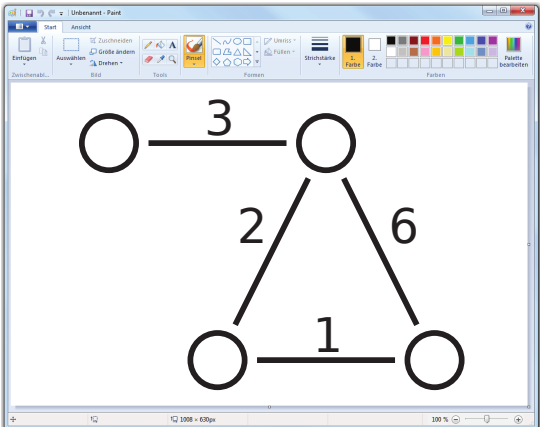 Unbenannt - Paint
Start Ansicht
Einfügen
Auswählen
Zuschneiden
Größe ändern
Drehen
Pinsel
Umriss
Füllen
Strichstärke
1. Farbe
2. Farbe
Palette bearbeiten
Zwischenabl...
Bild
Tools
Formen
Farben
3
2
6
1
1008 × 630px
100 %